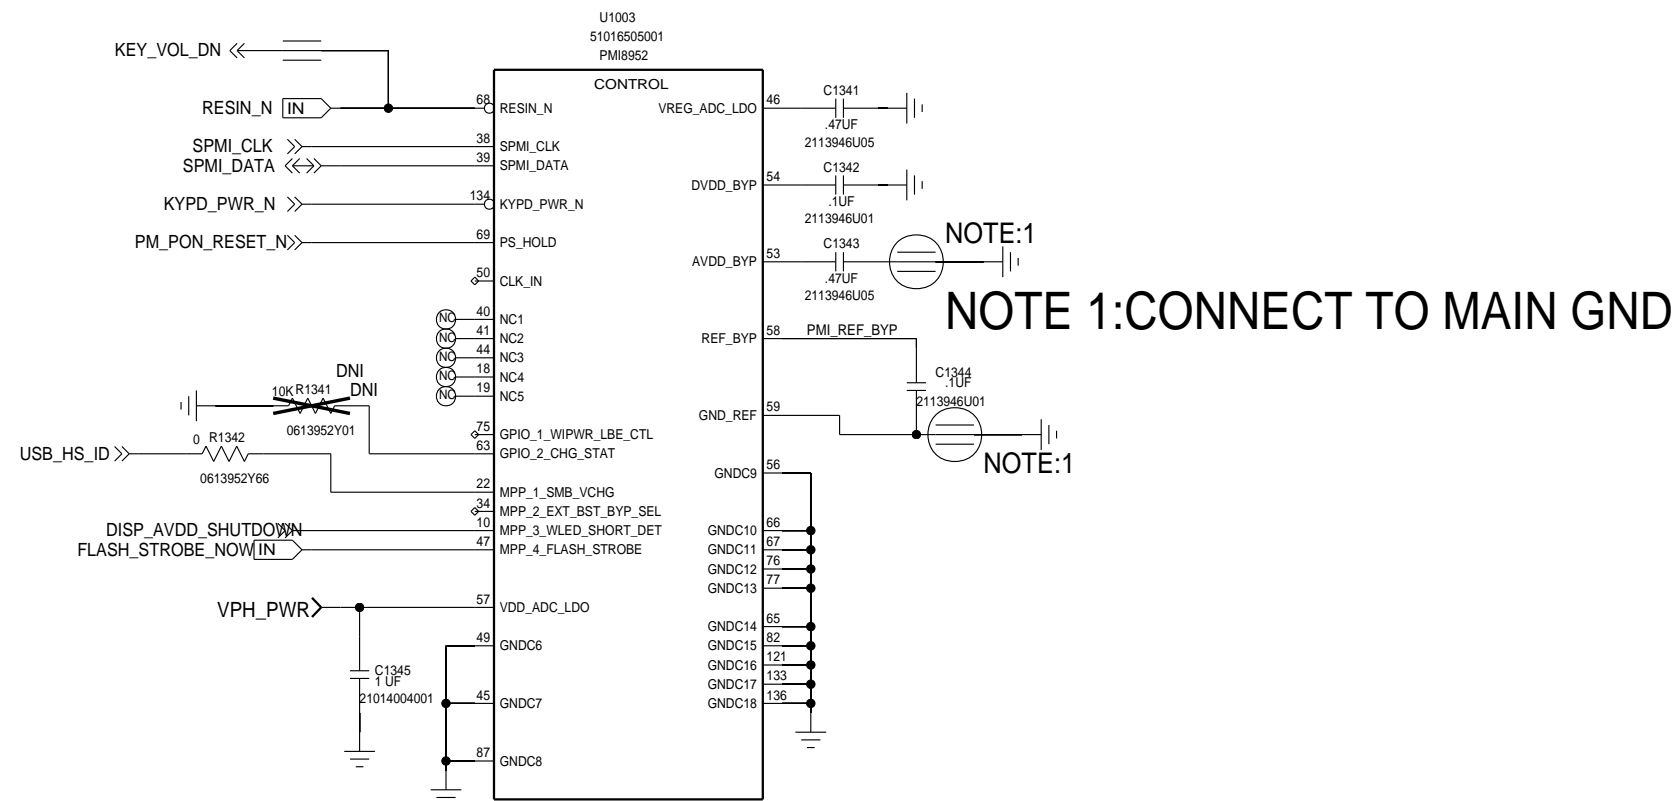 U1003
51016505001
PMI8952
CONTROL
KEY_VOL_DN
RESIN_N IN 68 RESIN_N
SPMI_CLK 38 SPMI_CLK
SPMI_DATA 39 SPMI_DATA
KYPD_PWR_N 134 KYPD_PWR_N
PM_PON_RESET_N 69 PS_HOLD
50 CLK_IN
NC 40 NC1
NC 41 NC2
NC 44 NC3
NC 18 NC4
NC 19 NC5
DNI
DNI
10K R1341
0613952Y01
75 GPIO_1_WIPWR_LBE_CTL
63 GPIO_2_CHG_STAT
USB_HS_ID 0 R1342
0613952Y66
22 MPP_1_SMB_VCHG
34 MPP_2_EXT_BST_BYP_SEL
DISP_AVDD_SHUTDOWN 10 MPP_3_WLED_SHORT_DET
FLASH_STROBE_NOW IN 47 MPP_4_FLASH_STROBE
VPH_PWR 57 VDD_ADC_LDO
49 GNDC6
C1345
1 UF
21014004001
45 GNDC7
87 GNDC8
VREG_ADC_LDO 46 C1341
.47UF
2113946U05
DVDD_BYP 54 C1342
.1UF
2113946U01
AVDD_BYP 53 C1343
.47UF
2113946U05
NOTE:1
NOTE 1:CONNECT TO MAIN GND
REF_BYP 58 PMI_REF_BYP
C1344
.1UF
2113946U01
GND_REF 59
NOTE:1
GNDC9 56
GNDC10 66
GNDC11 67
GNDC12 76
GNDC13 77
GNDC14 65
GNDC15 82
GNDC16 121
GNDC17 133
GNDC18 136